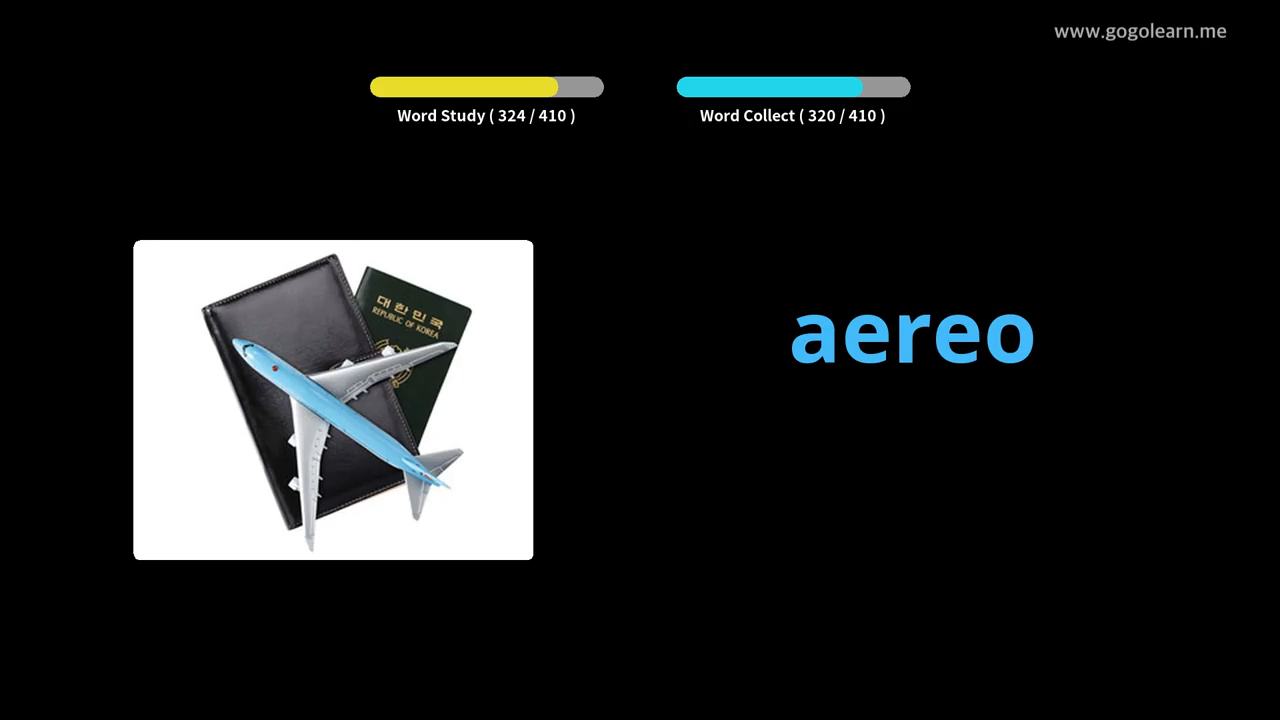 www.gogolearn.me
Word Study ( 324 / 410 )
Word Collect ( 320 / 410 )
대한민국
REPUBLIC OF KOREA
aereo